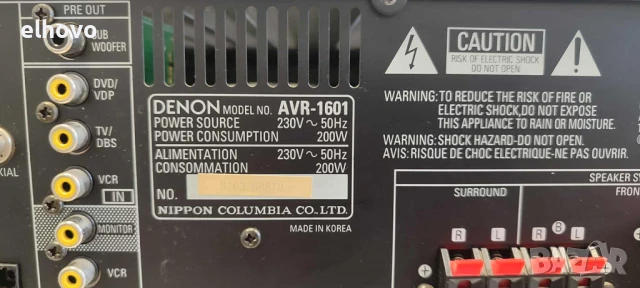 elhovo
PRE OUT
SUB
WOOFER
DVD/
VDP
TV/
DBS
VCR
IN
MONITOR
VCR
XIAL
DENON MODEL NO. AVR-1601
POWER SOURCE 230V ~ 50Hz
POWER CONSUMPTION 200W
ALIMENTATION 230V ~ 50Hz
CONSOMMATION 200W
NO.
NIPPON COLUMBIA CO.,LTD.
MADE IN KOREA
CAUTION
RISK OF ELECTRIC SHOCK
DO NOT OPEN
WARNING:TO REDUCE THE RISK OF FIRE OR
ELECTRIC SHOCK,DO NOT EXPOSE
THIS APPLIANCE TO RAIN OR MOISTURE.
WARNING:SHOCK HAZARD-DO NOT OPEN.
AVIS:RISQUE DE CHOC ELECTRIQUE-NE PAS OUVRIR.
SPEAKER SY
SURROUND
FRON
R L R B L
BAZAR